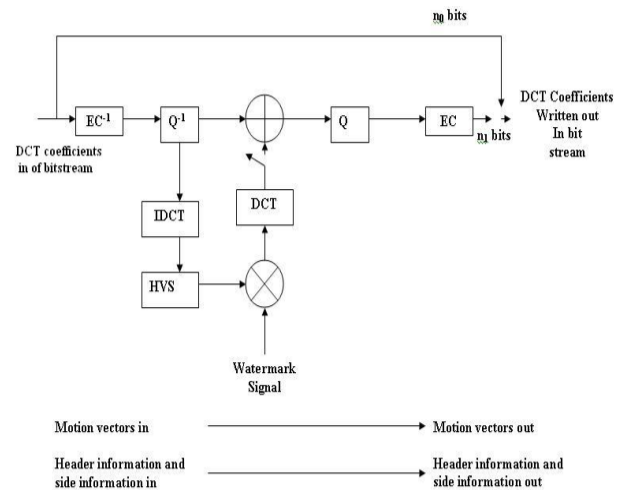 n0 bits
EC-1
Q-1
Q
EC
n1 bits
DCT Coefficients
Written out
In bit
stream
DCT coefficients
in of bitstream
IDCT
DCT
HVS
Watermark
Signal
Motion vectors in
Motion vectors out
Header information and
side information in
Header information and
side information out